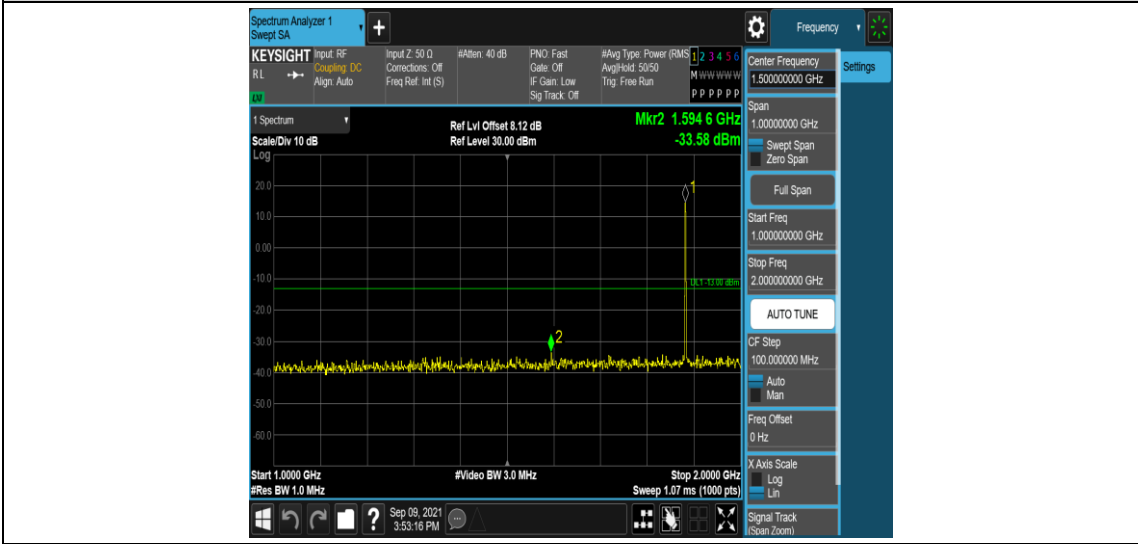 Spectrum Analyzer 1
Swept SA
+
Frequency
KEYSIGHT
RL
LM
Input: RF
Coupling: DC
Align: Auto
Input Z: 50 Ω
Corrections: Off
Freq Ref: Int (S)
#Atten: 40 dB
PNO: Fast
Gate: Off
IF Gain: Low
Sig Track: Off
#Avg Type: Power (RMS
Avg|Hold: 50/50
Trig: Free Run
1 2 3 4 5 6
M W W W W W
P P P P P P
1 Spectrum
Scale/Div 10 dB
Log
Ref Lvl Offset 8.12 dB
Ref Level 30.00 dBm
Mkr2 1.594 6 GHz
-33.58 dBm
20.0
10.0
0.00
-10.0
-20.0
-30.0
-40.0
-50.0
-60.0
1
DL1 -13.00 dBm
2
Start 1.0000 GHz
#Res BW 1.0 MHz
#Video BW 3.0 MHz
Stop 2.0000 GHz
Sweep 1.07 ms (1000 pts)
?
Sep 09, 2021
3:53:16 PM
Center Frequency
1.500000000 GHz
Settings
Span
1.00000000 GHz
Swept Span
Zero Span
Full Span
Start Freq
1.000000000 GHz
Stop Freq
2.000000000 GHz
AUTO TUNE
CF Step
100.000000 MHz
Auto
Man
Freq Offset
0 Hz
X Axis Scale
Log
Lin
Signal Track
(Span Zoom)